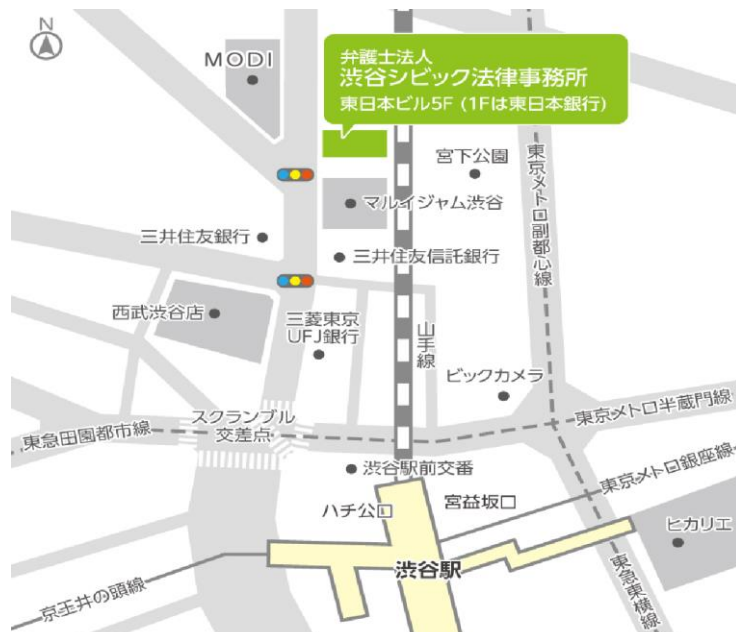 N
MODI
弁護士法人
渋谷シビック法律事務所
東日本ビル5F (1Fは東日本銀行)
宮下公園
東京メトロ副都心線
マルイジャム渋谷
三井住友銀行
三井住友信託銀行
西武渋谷店
三菱東京
UFJ銀行
山手線
ビックカメラ
スクランブル
交差点
東急田園都市線
東京メトロ半蔵門線
渋谷駅前交番
東京メトロ銀座線
ハチ公口
宮益坂口
ヒカリエ
渋谷駅
京王井の頭線
東急東横線